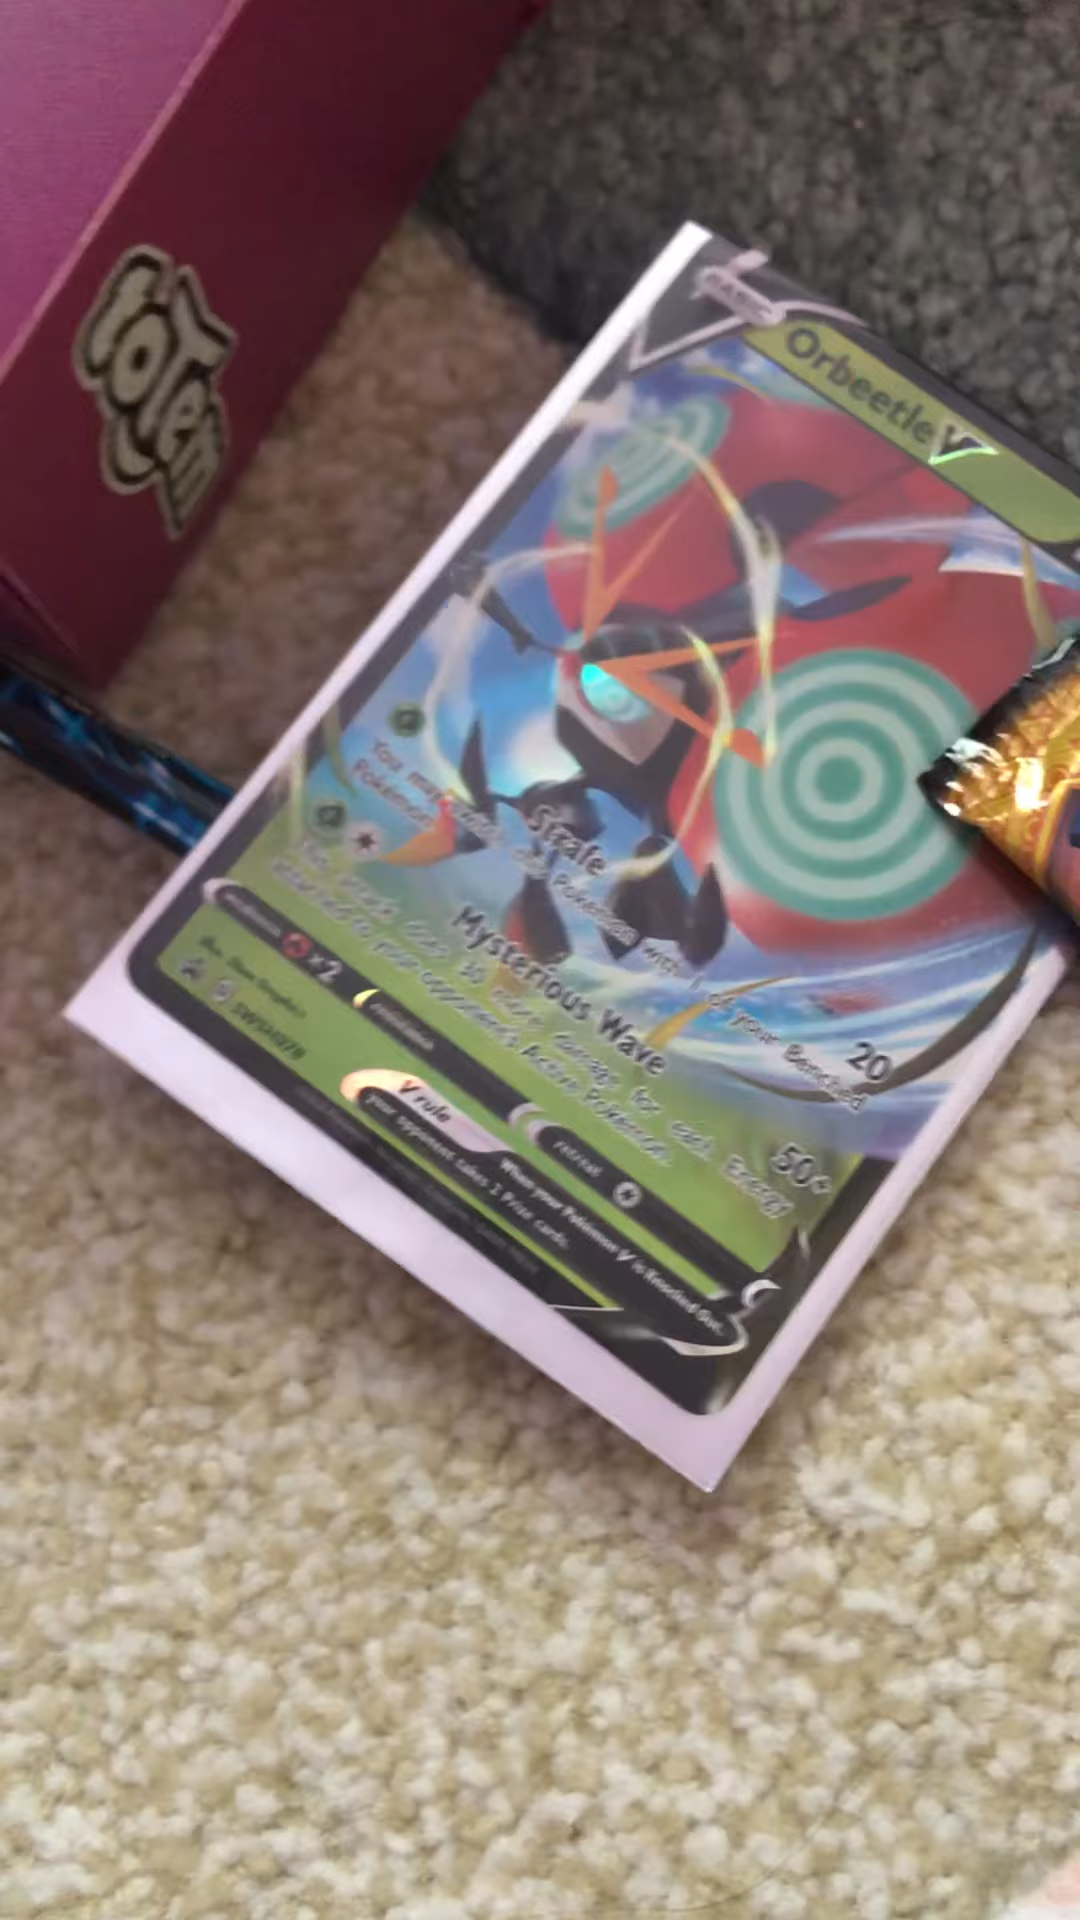 ToTem
BASIC
Orbeetle V
Strafe
20
You may switch this Pokémon with 1 of your Benched
Pokémon.
Mysterious Wave
50+
This attack does 30 more damage for each Energy
attached to your opponent's Active Pokémon.
weakness
×2
resistance
retreat
SWSH078
V rule
When your Pokémon V is Knocked Out,
your opponent takes 2 Prize cards.